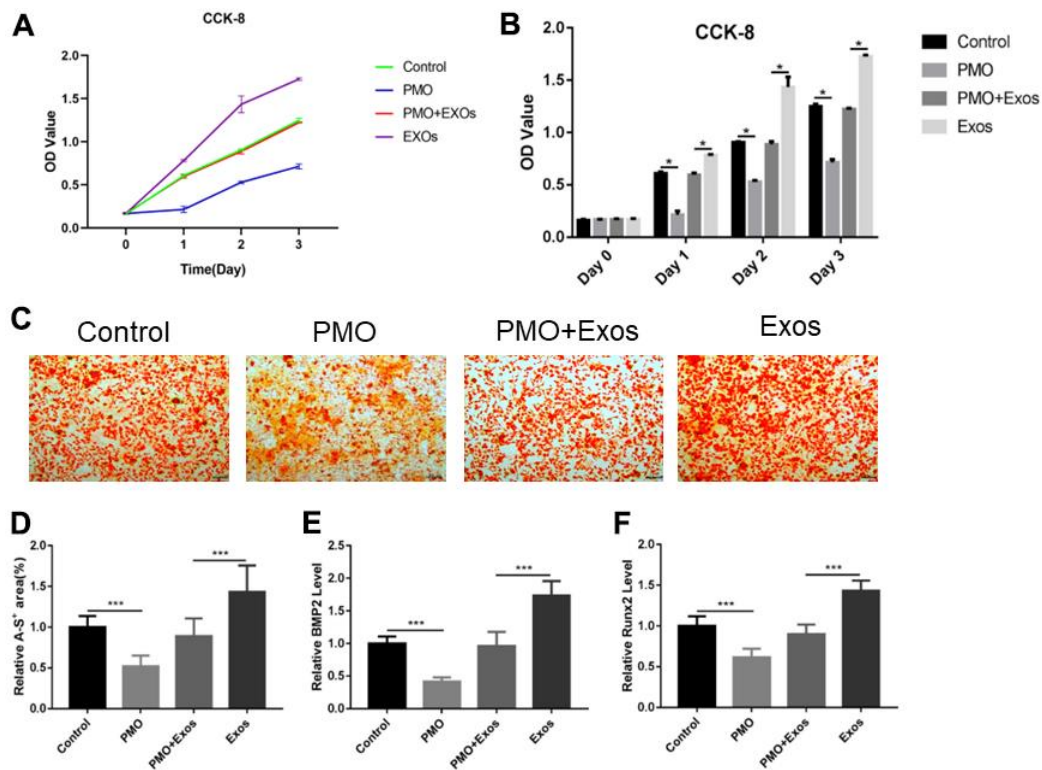 A
CCK-8
OD Value
2.0
1.5
1.0
0.5
0.0
0
1
2
3
Time(Day)
Control
PMO
PMO+EXOs
EXOs
B
CCK-8
OD Value
2.0
1.5
1.0
0.5
0.0
*
*
*
*
*
*
Day 0
Day 1
Day 2
Day 3
Control
PMO
PMO+Exos
Exos
C
Control
PMO
PMO+Exos
Exos
D
Relative A-S⁺ area(%)
2.0
1.5
1.0
0.5
0.0
***
***
Control
PMO
PMO+Exos
Exos
E
Relative BMP2 Level
2.5
2.0
1.5
1.0
0.5
0.0
***
***
Control
PMO
PMO+Exos
Exos
F
Relative Runx2 Level
2.0
1.5
1.0
0.5
0.0
***
***
Control
PMO
PMO+Exos
Exos